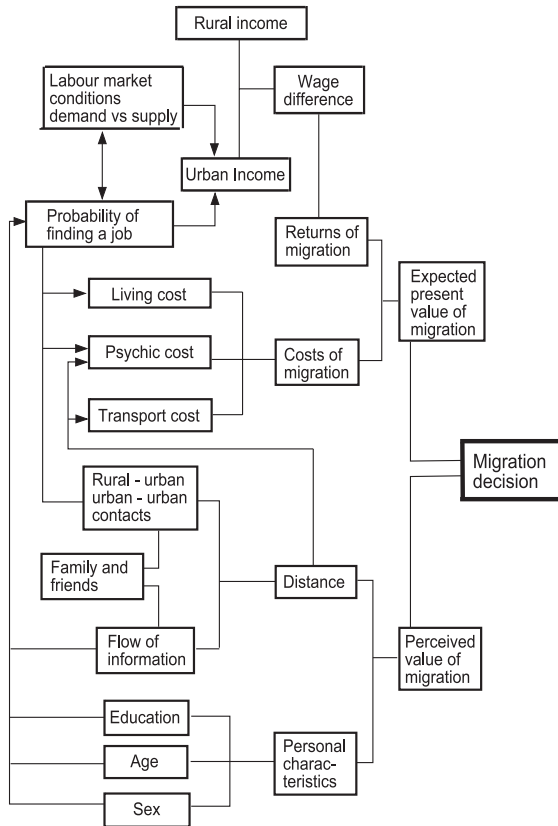 Rural income
Labour market
conditions
demand vs supply
Wage
difference
Urban Income
Probability of
finding a job
Returns of
migration
Expected
present
value of
migration
Living cost
Psychic cost
Costs of
migration
Transport cost
Migration
decision
Rural - urban
urban - urban
contacts
Family and
friends
Distance
Flow of
information
Perceived
value of
migration
Education
Age
Personal
charac-
teristics
Sex